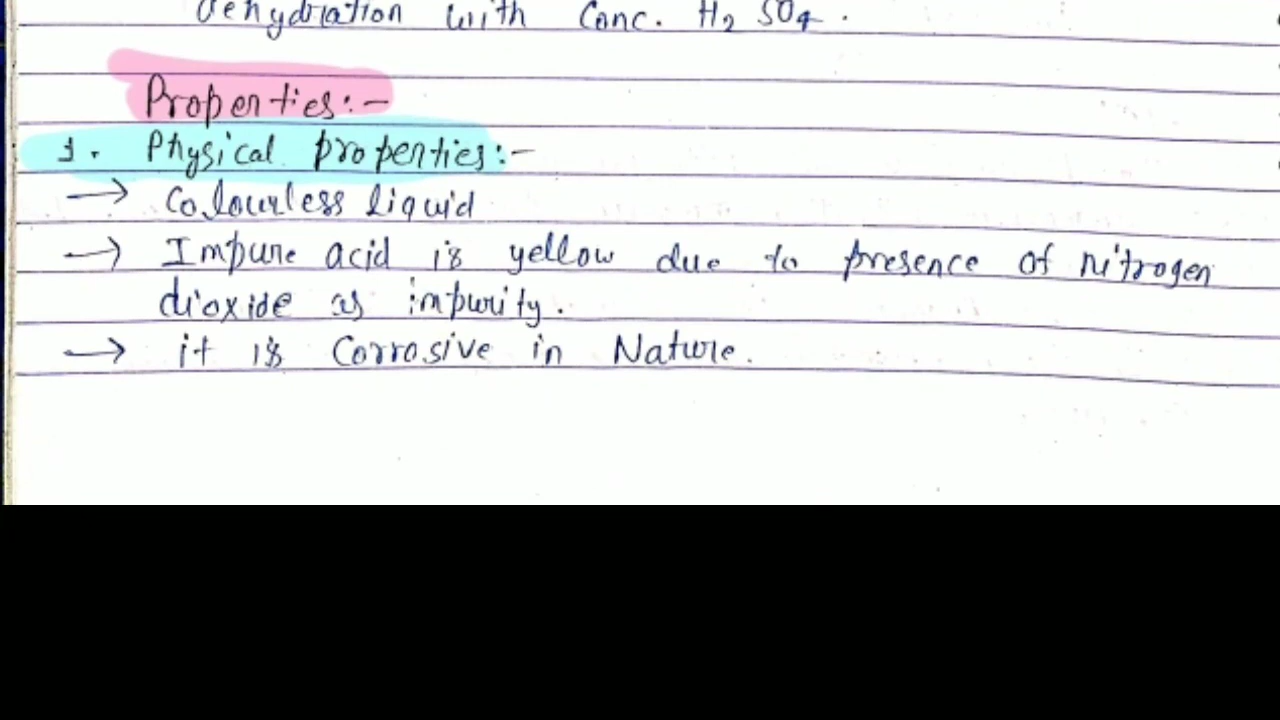 dehydration with Conc. H2 SO4.
Properties:-
1. Physical properties:-
→ Colourless liquid
→ Impure acid is yellow due to presence of nitrogen
dioxide as impurity.
→ it is Corrosive in Nature.